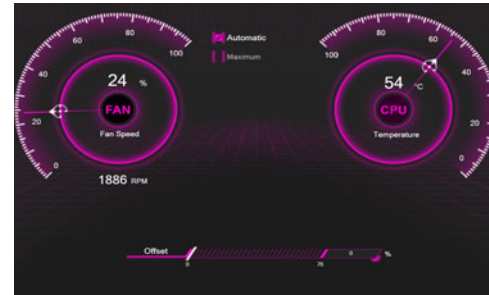 80
60
100
40
20
0
24 %
FAN
Fan Speed
1886 RPM
Automatic
Maximum
80
60
100
40
20
0
54 °C
CPU
Temperature
Offset
0
75
0 %